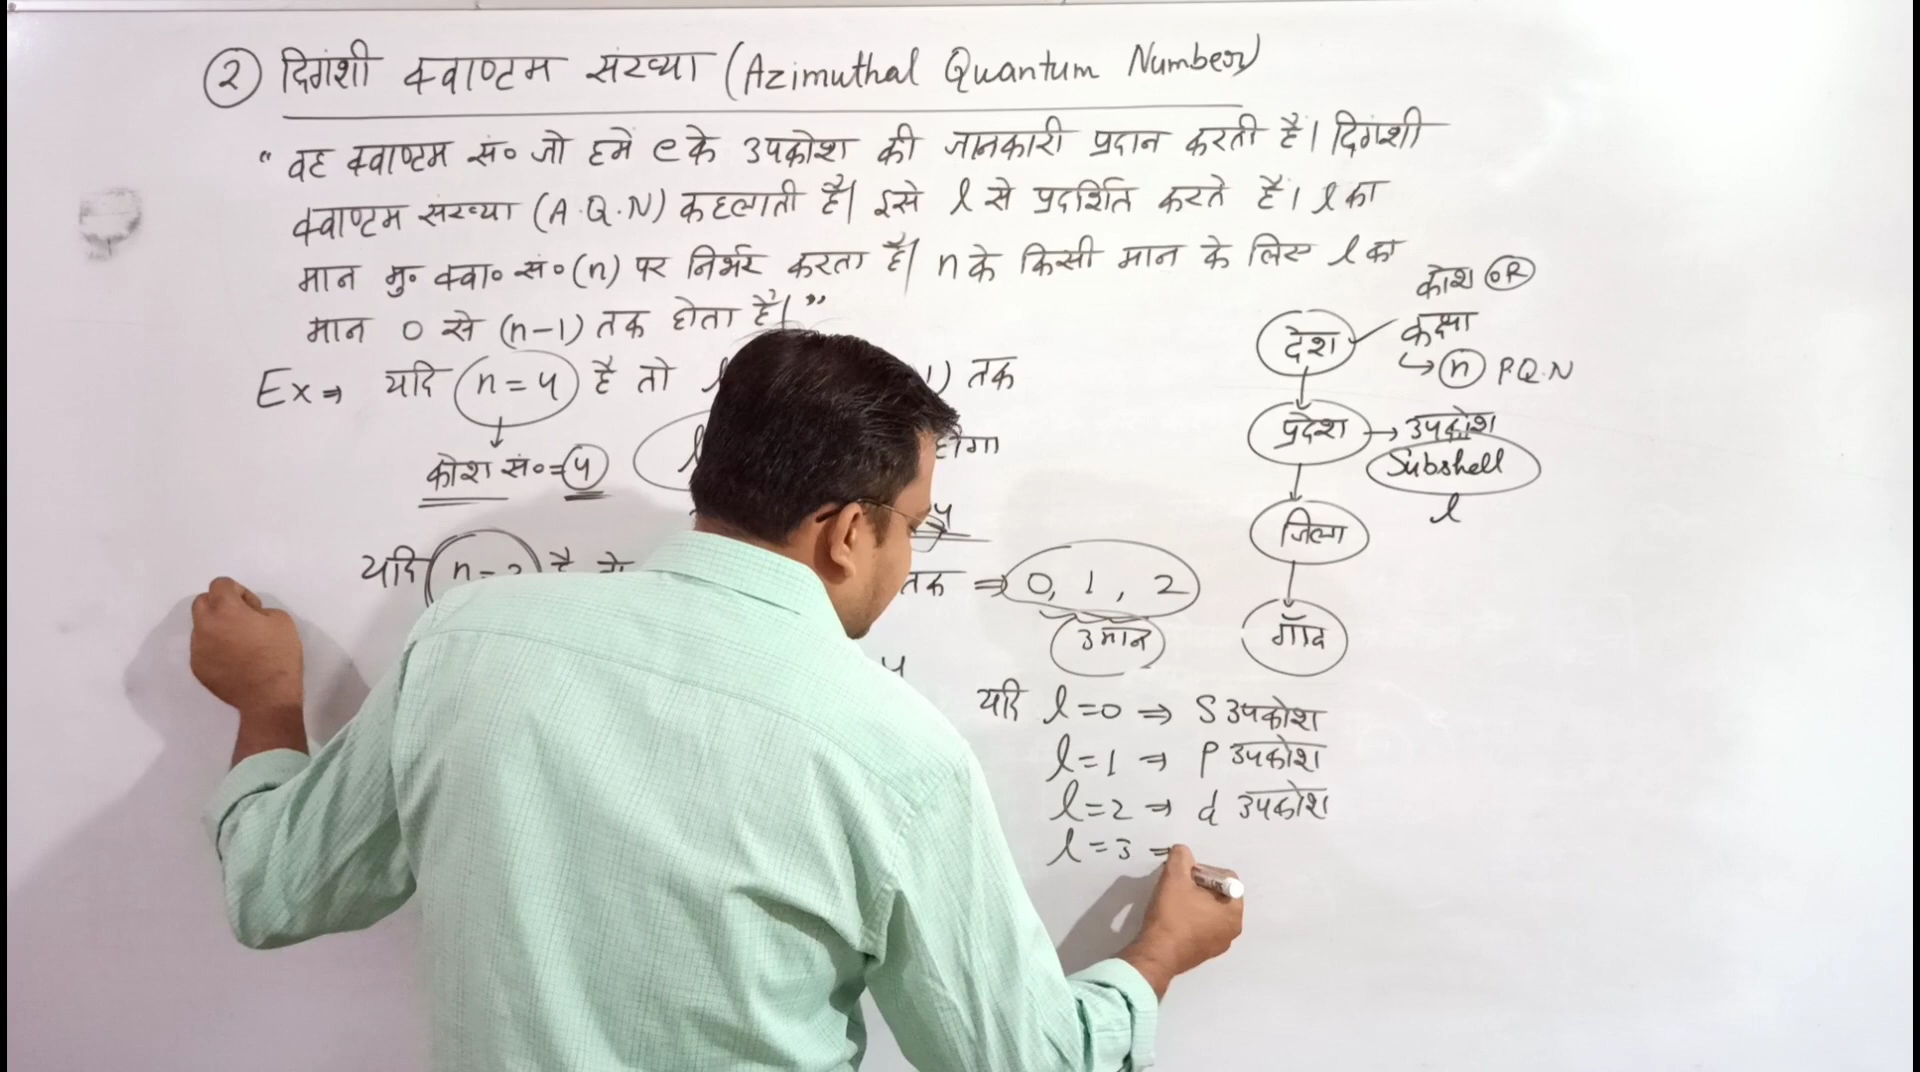 ② दिगंशी क्वाण्टम संख्या (Azimuthal Quantum Number)
“ वह क्वाण्टम सं० जो हमें e के उपकोश की जानकारी प्रदान करती है। दिगंशी
क्वाण्टम संख्या (A.Q.N) कहलाती है। इसे l से प्रदर्शित करते हैं। l का
मान मु० क्वा० सं० (n) पर निर्भर करता है। n के किसी मान के लिए l का
मान 0 से (n-1) तक होता है।”
Ex ⇒ यदि n=4 है तो 1) तक
कोश सं०=4
होगा
4
यदि है
तक ⇒ 0, 1, 2
3 मान
यदि l=0 ⇒ S उपकोश
l=1 ⇒ p उपकोश
l=2 ⇒ d उपकोश
l=3 ⇒
कोश OR
देश
कक्षा
→ n P.Q.N
प्रदेश → उपकोश
Subshell
l
जिला
गाँव